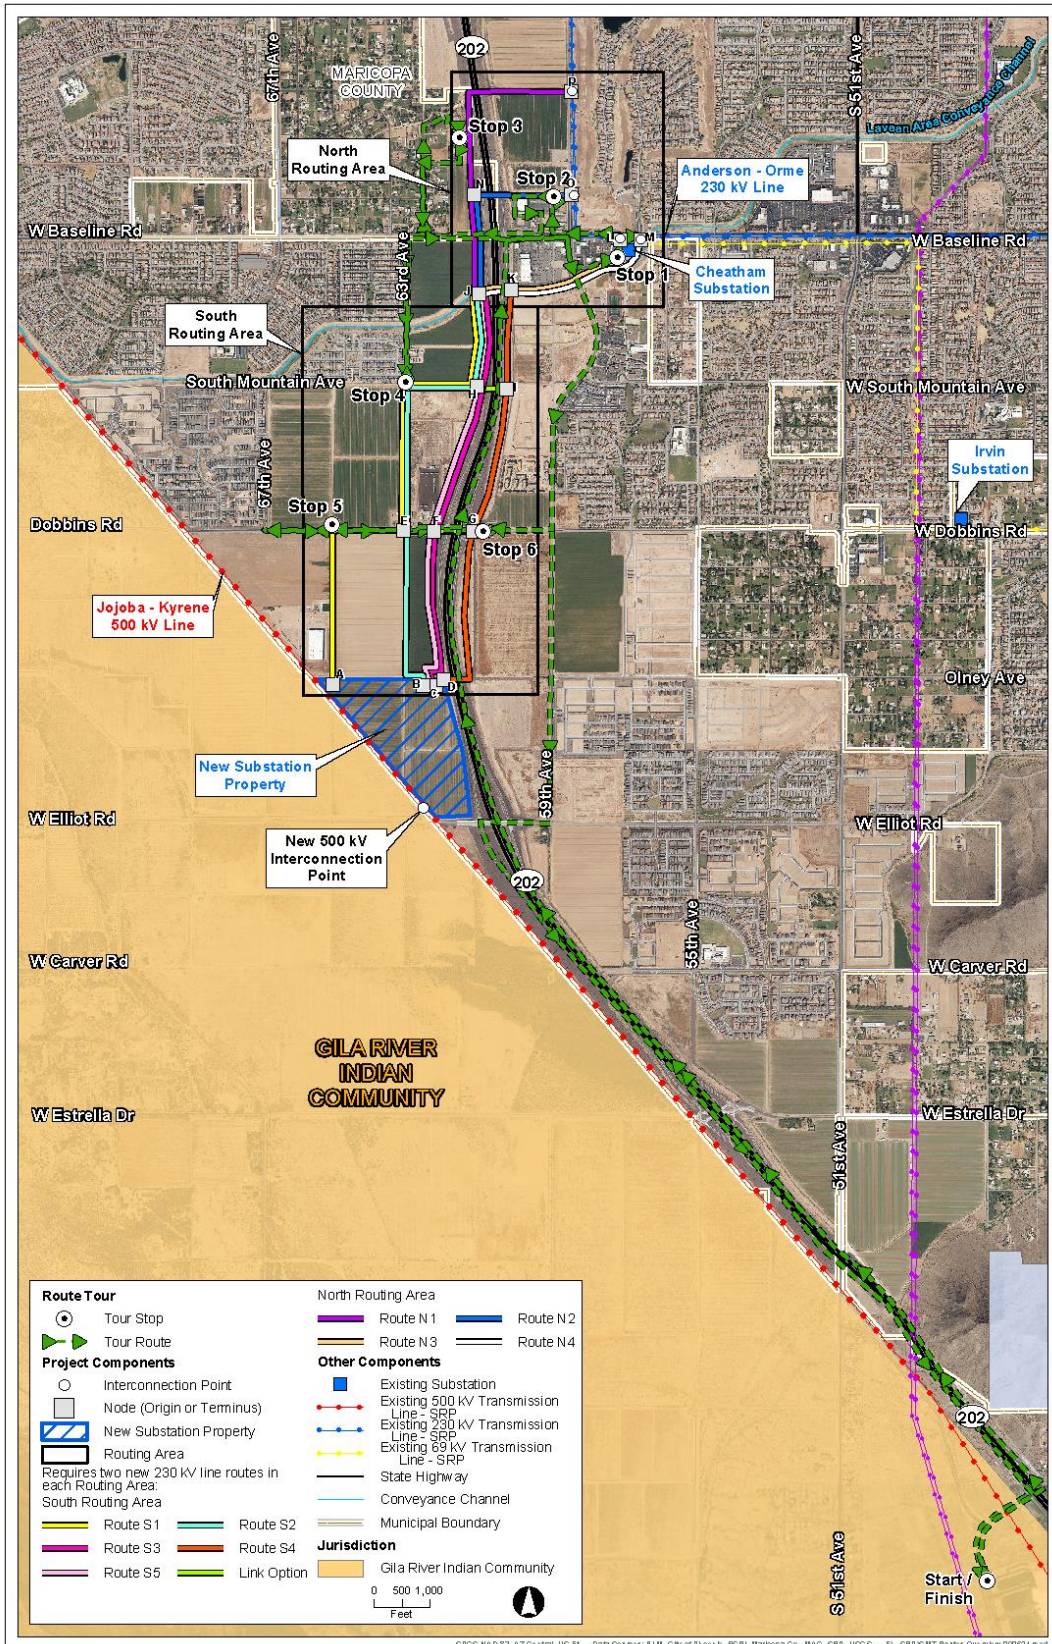 202
67th Ave
MARICOPA
COUNTY
S 51st Ave
Laveen Area Conveyance Channel
P
Stop 3
North
Routing Area
Anderson - Orme
230 kV Line
Stop 2
N
O
W Baseline Rd
L
M
W Baseline Rd
63rd Ave
Stop 1
Cheatham
Substation
J
K
South
Routing Area
South Mountain Ave
Stop 4
H
I
W South Mountain Ave
67th Ave
Irvin
Substation
Stop 5
Dobbins Rd
E
F
G
Stop 6
W Dobbins Rd
Jojoba - Kyrene
500 kV Line
A
B
C
D
Olney Ave
New Substation
Property
59th Ave
W Elliot Rd
W Elliot Rd
New 500 kV
Interconnection
Point
202
55th Ave
W Carver Rd
W Carver Rd
GILA RIVER
INDIAN
COMMUNITY
W Estrella Dr
W Estrella Dr
51st Ave
202
S 51st Ave
Start /
Finish
Route Tour
Tour Stop
Tour Route
Project Components
Interconnection Point
Node (Origin or Terminus)
New Substation Property
Routing Area
Requires two new 230 kV line routes in
each Routing Area:
South Routing Area
Route S1
Route S2
Route S3
Route S4
Route S5
Link Option
North Routing Area
Route N1
Route N2
Route N3
Route N4
Other Components
Existing Substation
Existing 500 kV Transmission
Line - SRP
Existing 230 kV Transmission
Line - SRP
Existing 69 kV Transmission
Line - SRP
State Highway
Conveyance Channel
Municipal Boundary
Jurisdiction
Gila River Indian Community
0 500 1,000
Feet